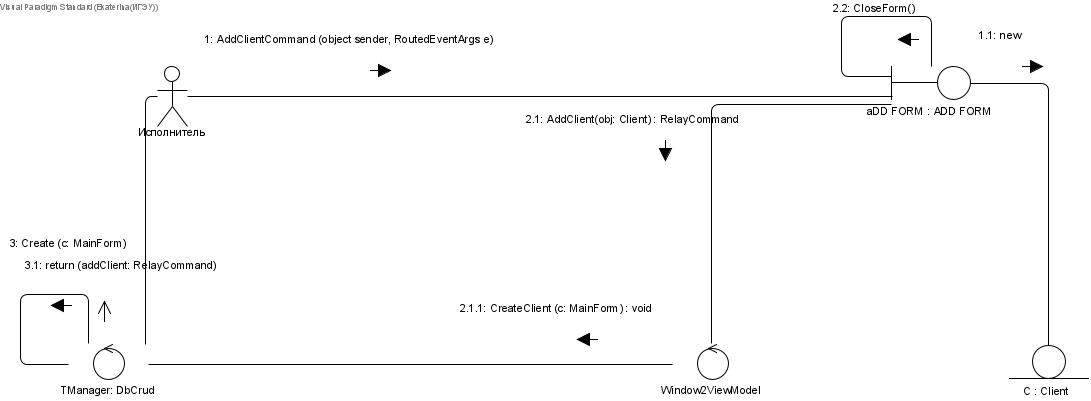 Visual Paradigm Standard (Ekaterina(ИГЭУ))
2.2: CloseForm()
1: AddClientCommand (object sender, RoutedEventArgs e)
1.1: new
aDD FORM : ADD FORM
2.1: AddClient(obj: Client) : RelayCommand
Исполнитель
3: Create (c: MainForm)
3.1: return (addClient: RelayCommand)
2.1.1: CreateClient (c: MainForm ) : void
TManager: DbCrud
Window2ViewModel
C : Client